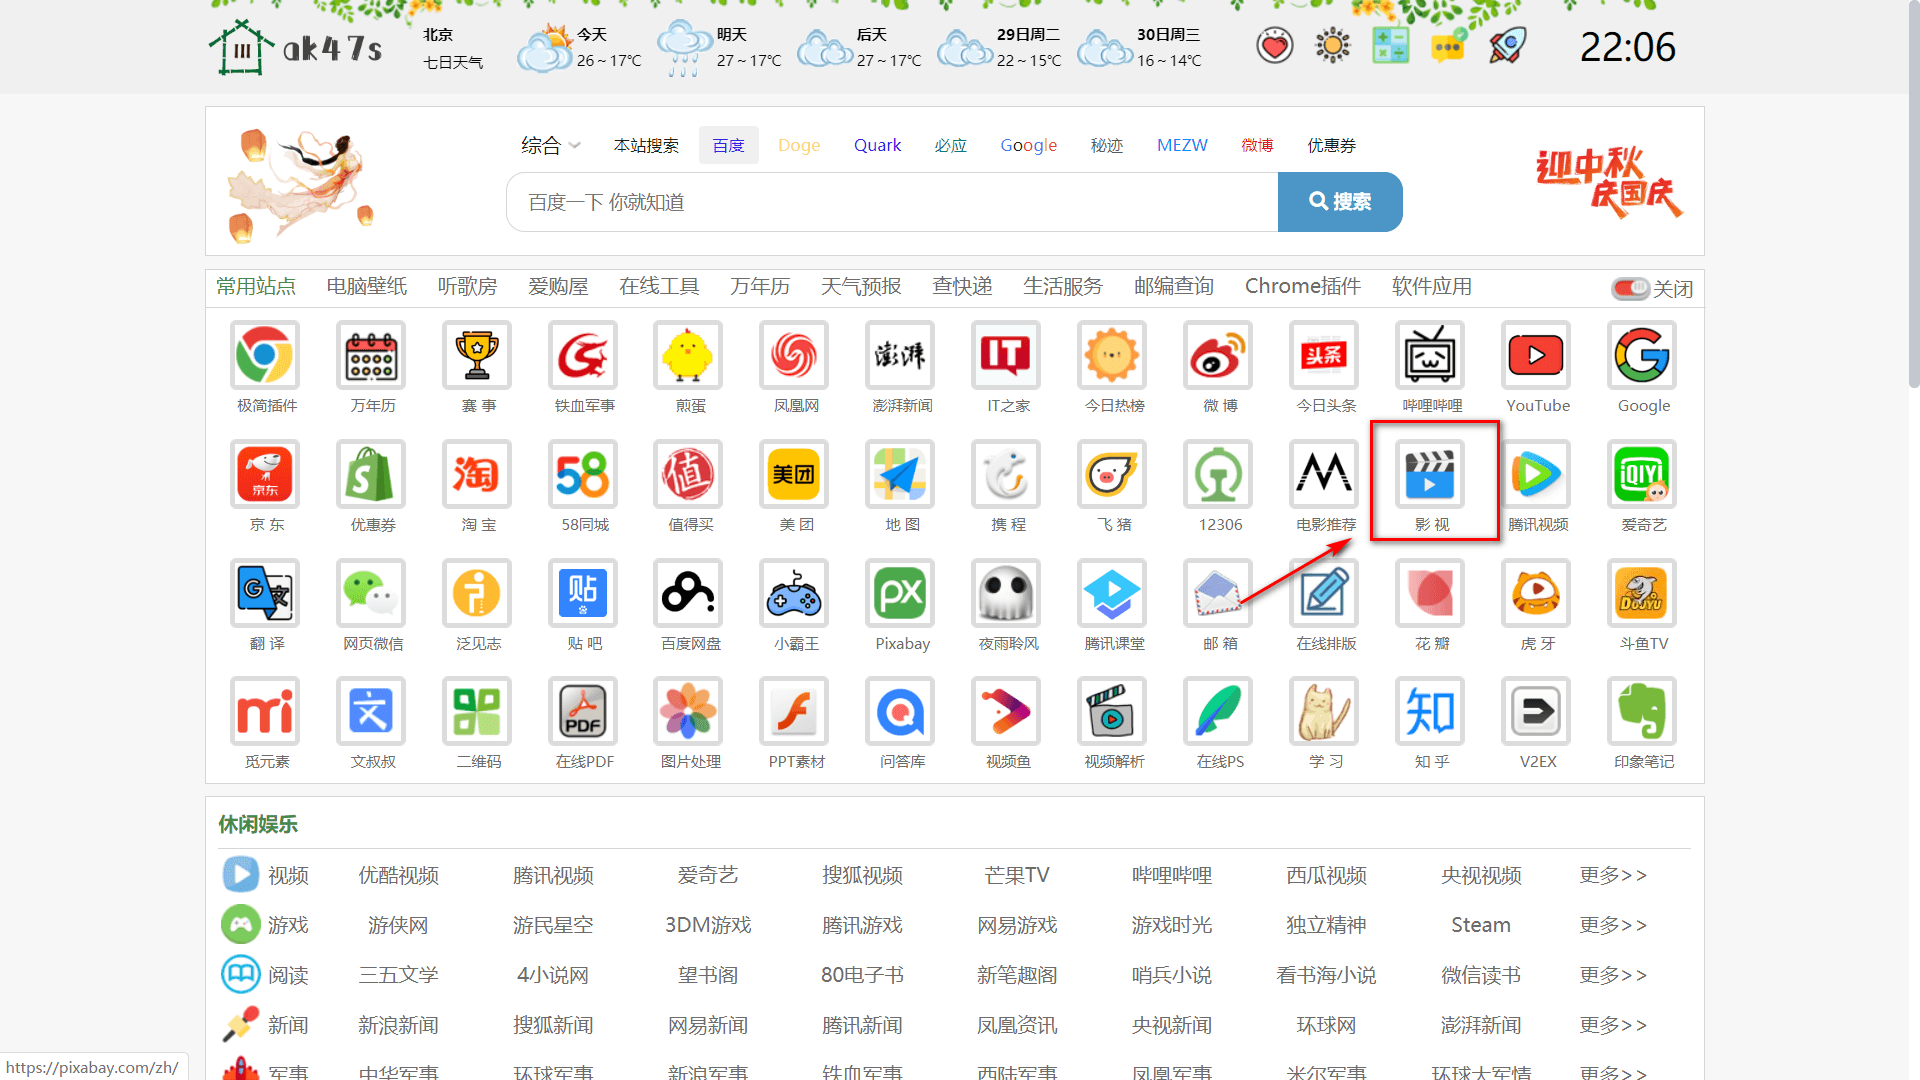 ak47s
北京
七日天气
今天
26～17℃
明天
27～17℃
后天
27～17℃
29日周二
22～15℃
30日周三
16～14℃
22:06
综合 本站搜索 百度 Doge Quark 必应 Google 秘迹 MEZW 微博 优惠券
百度一下 你就知道
搜索
迎中秋
庆国庆
常用站点 电脑壁纸 听歌房 爱购屋 在线工具 万年历 天气预报 查快递 生活服务 邮编查询 Chrome插件 软件应用 关闭
澎湃 IT 头条
极简插件 万年历 赛 事 铁血军事 煎蛋 凤凰网 澎湃新闻 IT之家 今日热榜 微 博 今日头条 哔哩哔哩 YouTube Google
京东 S 淘 58 值 美团 iQIYI
京 东 优惠券 淘 宝 58同城 值得买 美 团 地 图 携 程 飞 猪 12306 电影推荐 影 视 腾讯视频 爱奇艺
G 文 贴 px DOUYU
翻 译 网页微信 泛见志 贴 吧 百度网盘 小霸王 Pixabay 夜雨聆风 腾讯课堂 邮 箱 在线排版 花 瓣 虎 牙 斗鱼TV
mi 文 PDF 知
觅元素 文叔叔 二维码 在线PDF 图片处理 PPT素材 问答库 视频鱼 视频解析 在线PS 学 习 知 乎 V2EX 印象笔记
休闲娱乐
视频 优酷视频 腾讯视频 爱奇艺 搜狐视频 芒果TV 哔哩哔哩 西瓜视频 央视视频 更多>>
游戏 游侠网 游民星空 3DM游戏 腾讯游戏 网易游戏 游戏时光 独立精神 Steam 更多>>
阅读 三五文学 4小说网 望书阁 80电子书 新笔趣阁 哨兵小说 看书海小说 微信读书 更多>>
新闻 新浪新闻 搜狐新闻 网易新闻 腾讯新闻 凤凰资讯 央视新闻 环球网 澎湃新闻 更多>>
军事 中华军事 环球军事 新浪军事 铁血军事 西陆军事 凤凰军事 米尔军事 环球大军情 更多>>
https://pixabay.com/zh/